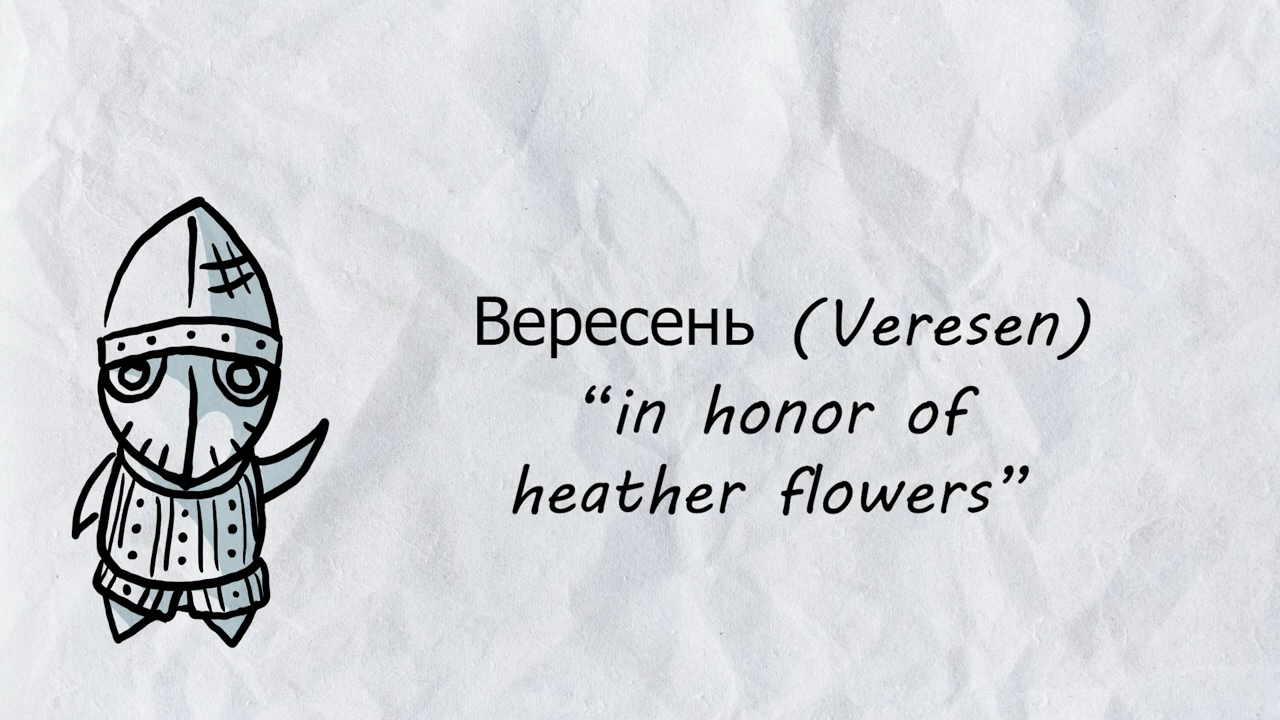 Вересень (Veresen)
“in honor of
heather flowers”